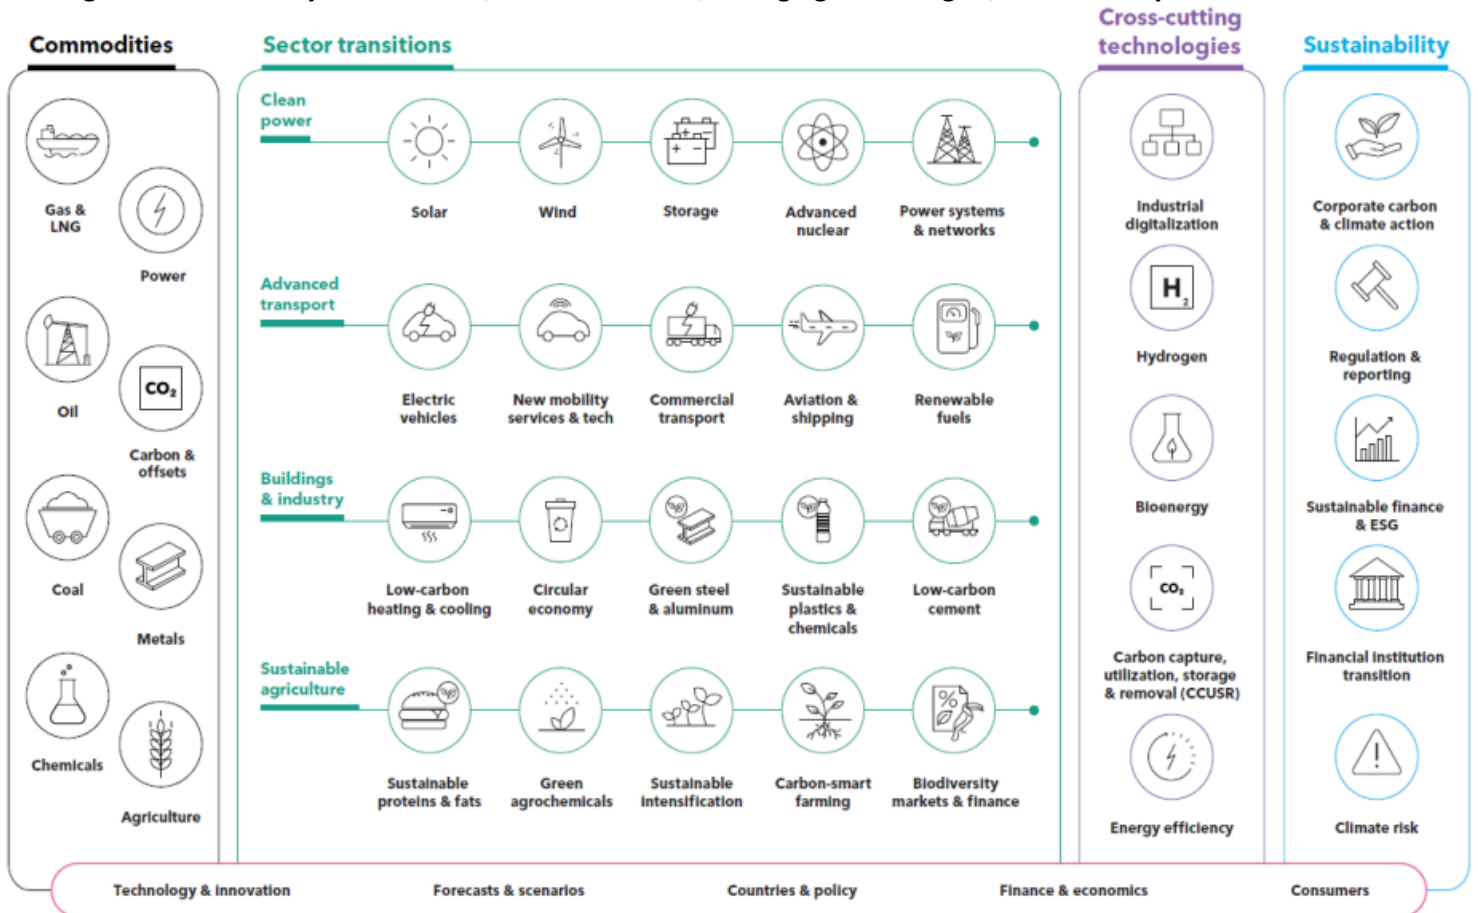 Commodities
Gas &
LNG
Power
Oil
CO₂
Carbon &
offsets
Coal
Metals
Chemicals
Agriculture
Sector transitions
Clean
power
Solar
Wind
Storage
Advanced
nuclear
Power systems
& networks
Advanced
transport
Electric
vehicles
New mobility
services & tech
Commercial
transport
Aviation &
shipping
Renewable
fuels
Buildings
& industry
Low-carbon
heating & cooling
Circular
economy
Green steel
& aluminum
Sustainable
plastics &
chemicals
Low-carbon
cement
Sustainable
agriculture
Sustainable
proteins & fats
Green
agrochemicals
Sustainable
intensification
Carbon-smart
farming
%
Biodiversity
markets & finance
Cross-cutting
technologies
Industrial
digitalization
H₂
Hydrogen
Bioenergy
CO₂
Carbon capture,
utilization, storage
& removal (CCUSR)
Energy efficiency
Sustainability
Corporate carbon
& climate action
Regulation &
reporting
Sustainable finance
& ESG
Financial institution
transition
Climate risk
Technology & innovation
Forecasts & scenarios
Countries & policy
Finance & economics
Consumers